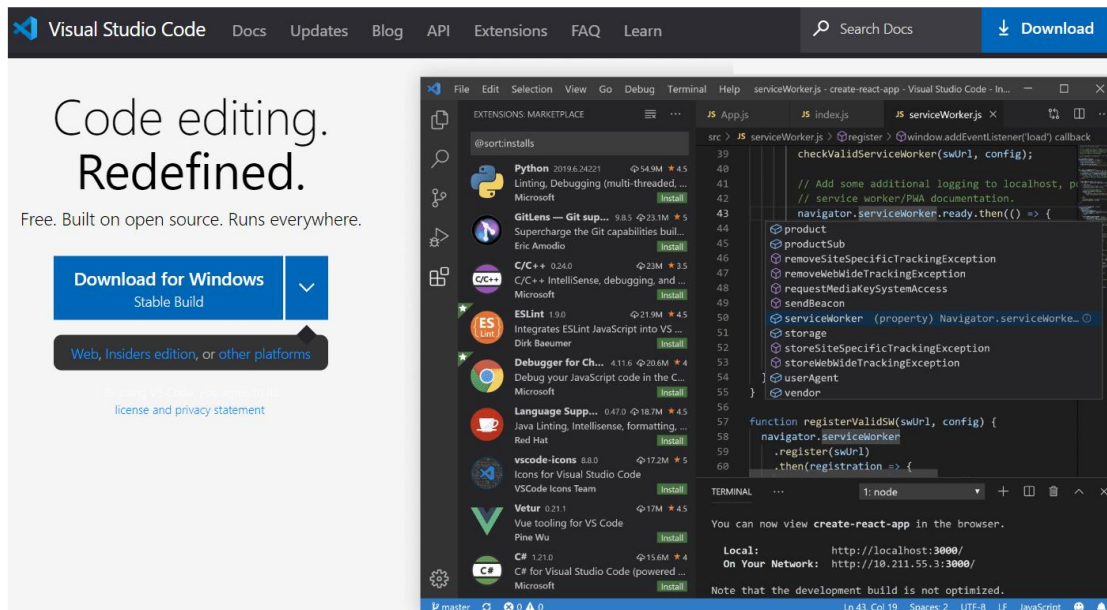 Visual Studio Code Docs Updates Blog API Extensions FAQ Learn Search Docs Download
Code editing.
Redefined.
Free. Built on open source. Runs everywhere.
Download for Windows
Stable Build
Web, Insiders edition, or other platforms
license and privacy statement
File Edit Selection View Go Debug Terminal Help serviceWorker.js - create-react-app - Visual Studio Code - In...
EXTENSIONS: MARKETPLACE
@sort:installs
Python 2019.6.24221 54.9M ★ 4.5
Linting, Debugging (multi-threaded, ...
Microsoft Install
GitLens — Git sup... 9.8.5 23.1M ★ 5
Supercharge the Git capabilities buil...
Eric Amodio Install
C/C++ 0.24.0 23M ★ 3.5
C/C++ C/C++ IntelliSense, debugging, and ...
Microsoft Install
ESLint 1.9.0 21.9M ★ 4.5
ES Lint Integrates ESLint JavaScript into VS ...
Dirk Baeumer Install
Debugger for Ch... 4.11.6 20.6M ★ 4
Debug your JavaScript code in the C...
Microsoft Install
Language Supp... 0.47.0 18.7M ★ 4.5
Java Linting, Intellisense, formatting, ...
Red Hat Install
vscode-icons 8.8.0 17.2M ★ 5
Icons for Visual Studio Code
VSCode Icons Team Install
Vetur 0.21.1 17M ★ 4.5
Vue tooling for VS Code
Pine Wu Install
C# 1.21.0 15.6M ★ 4
C# C# for Visual Studio Code (powered ...
Microsoft Install
JS App.js JS index.js JS serviceWorker.js
src > JS serviceWorker.js > register > window.addEventListener('load') callback
39 checkValidServiceWorker(swUrl, config);
40
41 // Add some additional logging to localhost, p
42 // service worker/PWA documentation.
43 navigator.serviceWorker.ready.then(() => {
44 product
45 productSub
46 removeSiteSpecificTrackingException
47 removeWebWideTrackingException
48 requestMediaKeySystemAccess
49 sendBeacon
50 serviceWorker (property) Navigator.serviceWorke...
51 storage
52 storeSiteSpecificTrackingException
53 storeWebWideTrackingException
54 } userAgent
55 } vendor
56
57 function registerValidSW(swUrl, config) {
58 navigator.serviceWorker
59 .register(swUrl)
60 .then(registration => {
TERMINAL ... 1: node
You can now view create-react-app in the browser.
Local: http://localhost:3000/
On Your Network: http://10.211.55.3:3000/
Note that the development build is not optimized.
master 0 0 Ln 43, Col 19 Spaces: 2 UTF-8 LF JavaScript